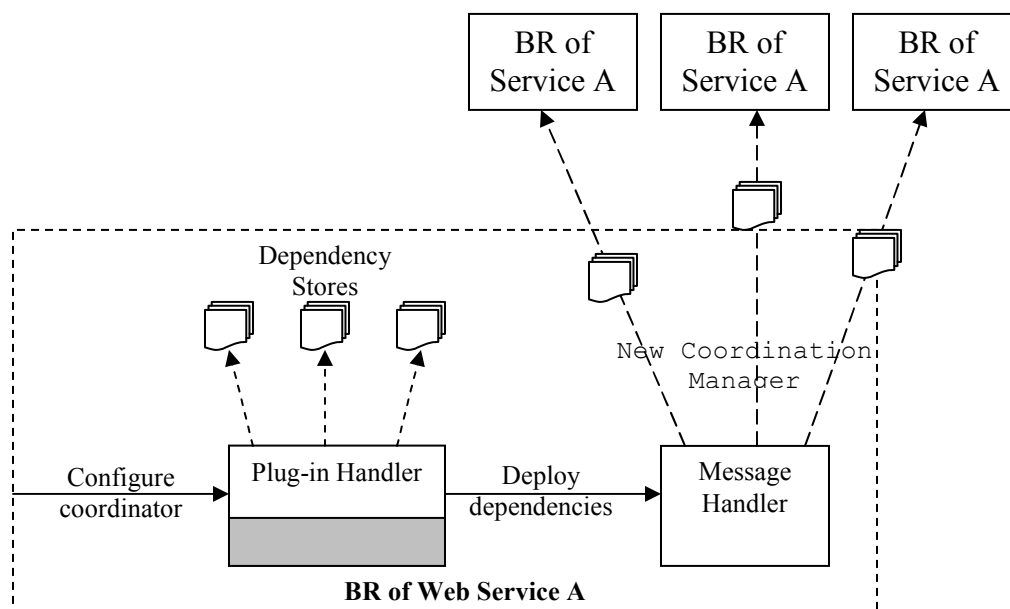 BR of
Service A
BR of
Service A
BR of
Service A
Dependency
Stores
New Coordination
Manager
Configure
coordinator
Plug-in Handler
Deploy
dependencies
Message
Handler
BR of Web Service A